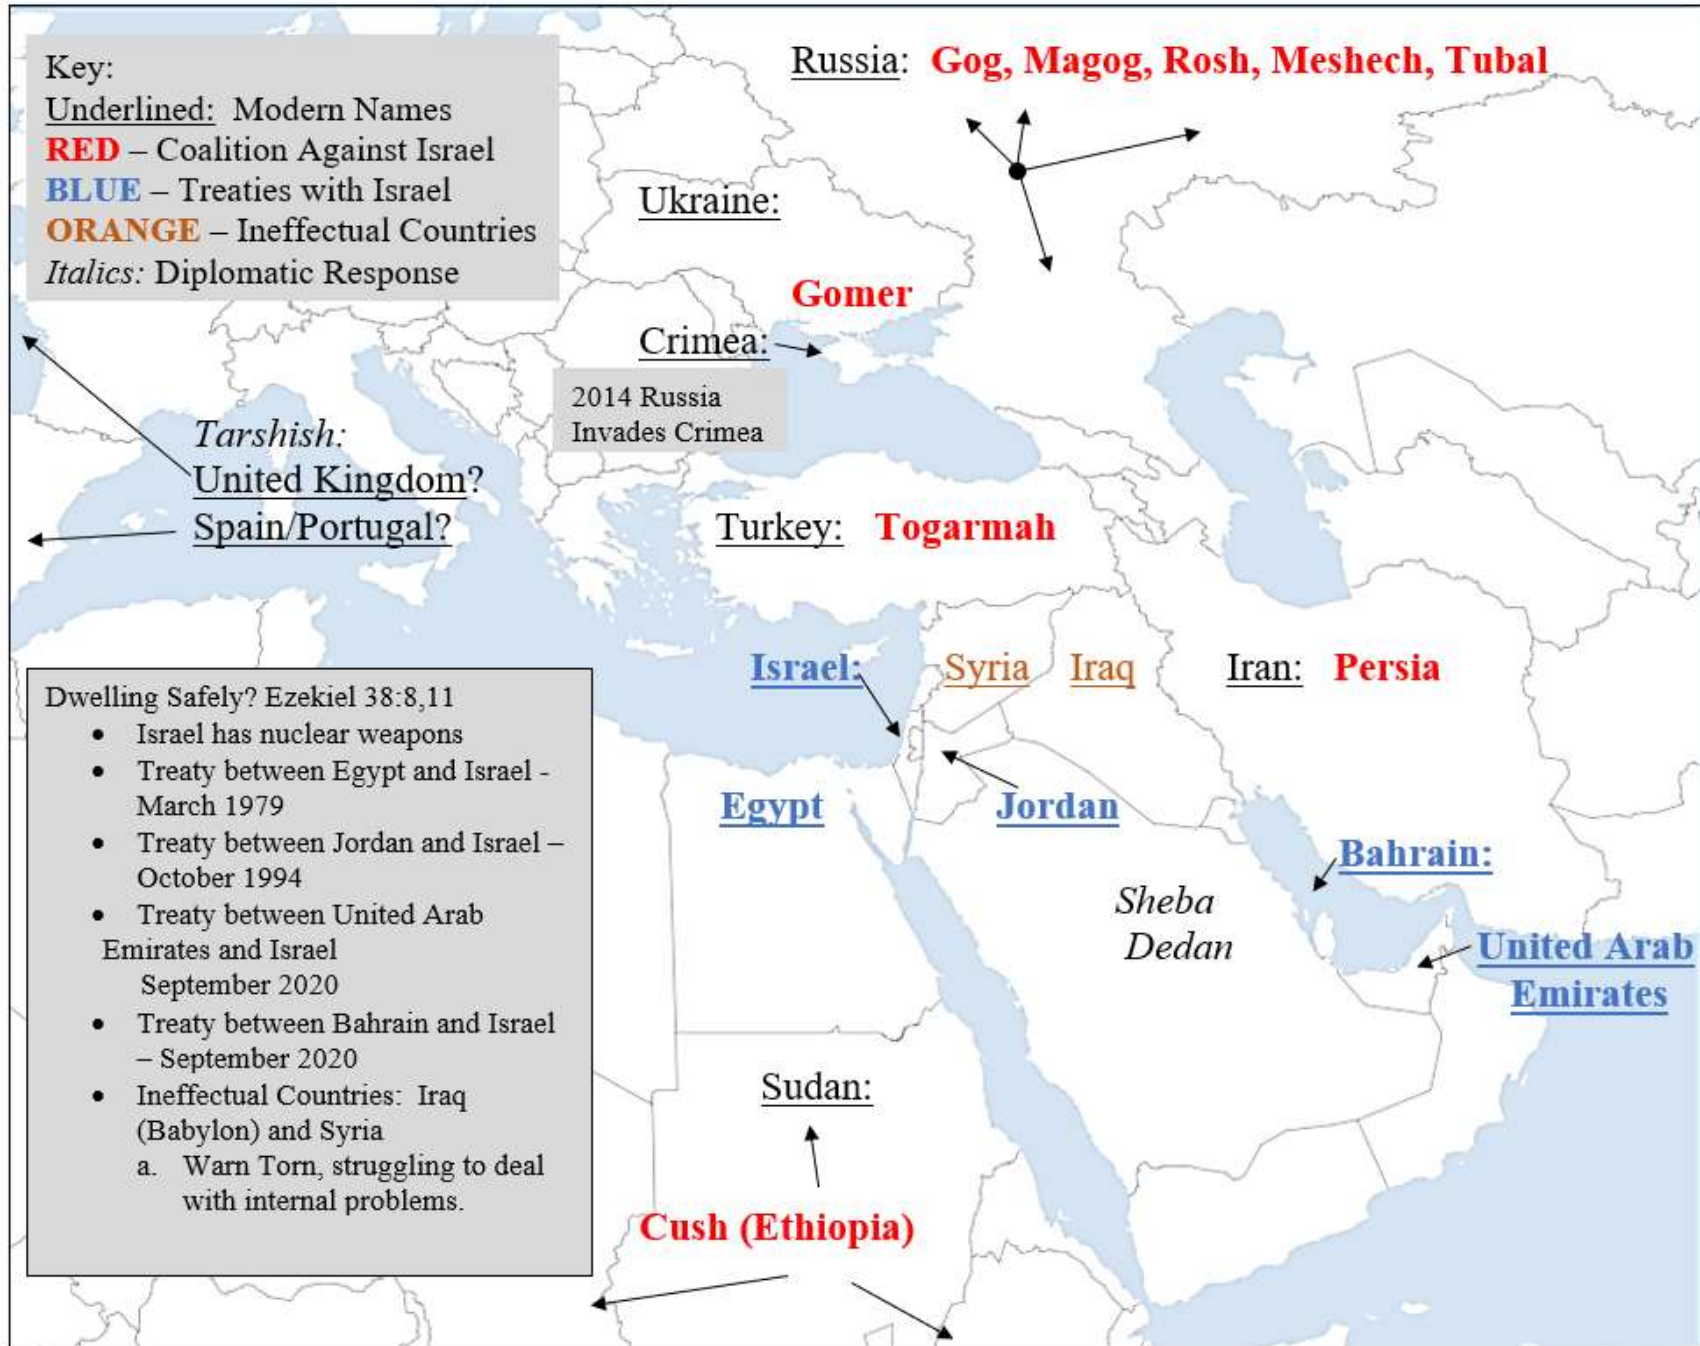 Key:
Underlined: Modern Names
RED – Coalition Against Israel
BLUE – Treaties with Israel
ORANGE – Ineffectual Countries
Italics: Diplomatic Response
Russia: Gog, Magog, Rosh, Meshech, Tubal
Ukraine:
Gomer
Crimea:
2014 Russia
Invades Crimea
Tarshish:
United Kingdom?
Spain/Portugal?
Turkey: Togarmah
Israel:
Syria
Iraq
Iran: Persia
Egypt
Jordan
Bahrain:
Sheba
Dedan
United Arab
Emirates
Sudan:
Cush (Ethiopia)
Dwelling Safely? Ezekiel 38:8,11
• Israel has nuclear weapons
• Treaty between Egypt and Israel -
March 1979
• Treaty between Jordan and Israel –
October 1994
• Treaty between United Arab
Emirates and Israel
September 2020
• Treaty between Bahrain and Israel
– September 2020
• Ineffectual Countries: Iraq
(Babylon) and Syria
a. Warn Torn, struggling to deal
with internal problems.